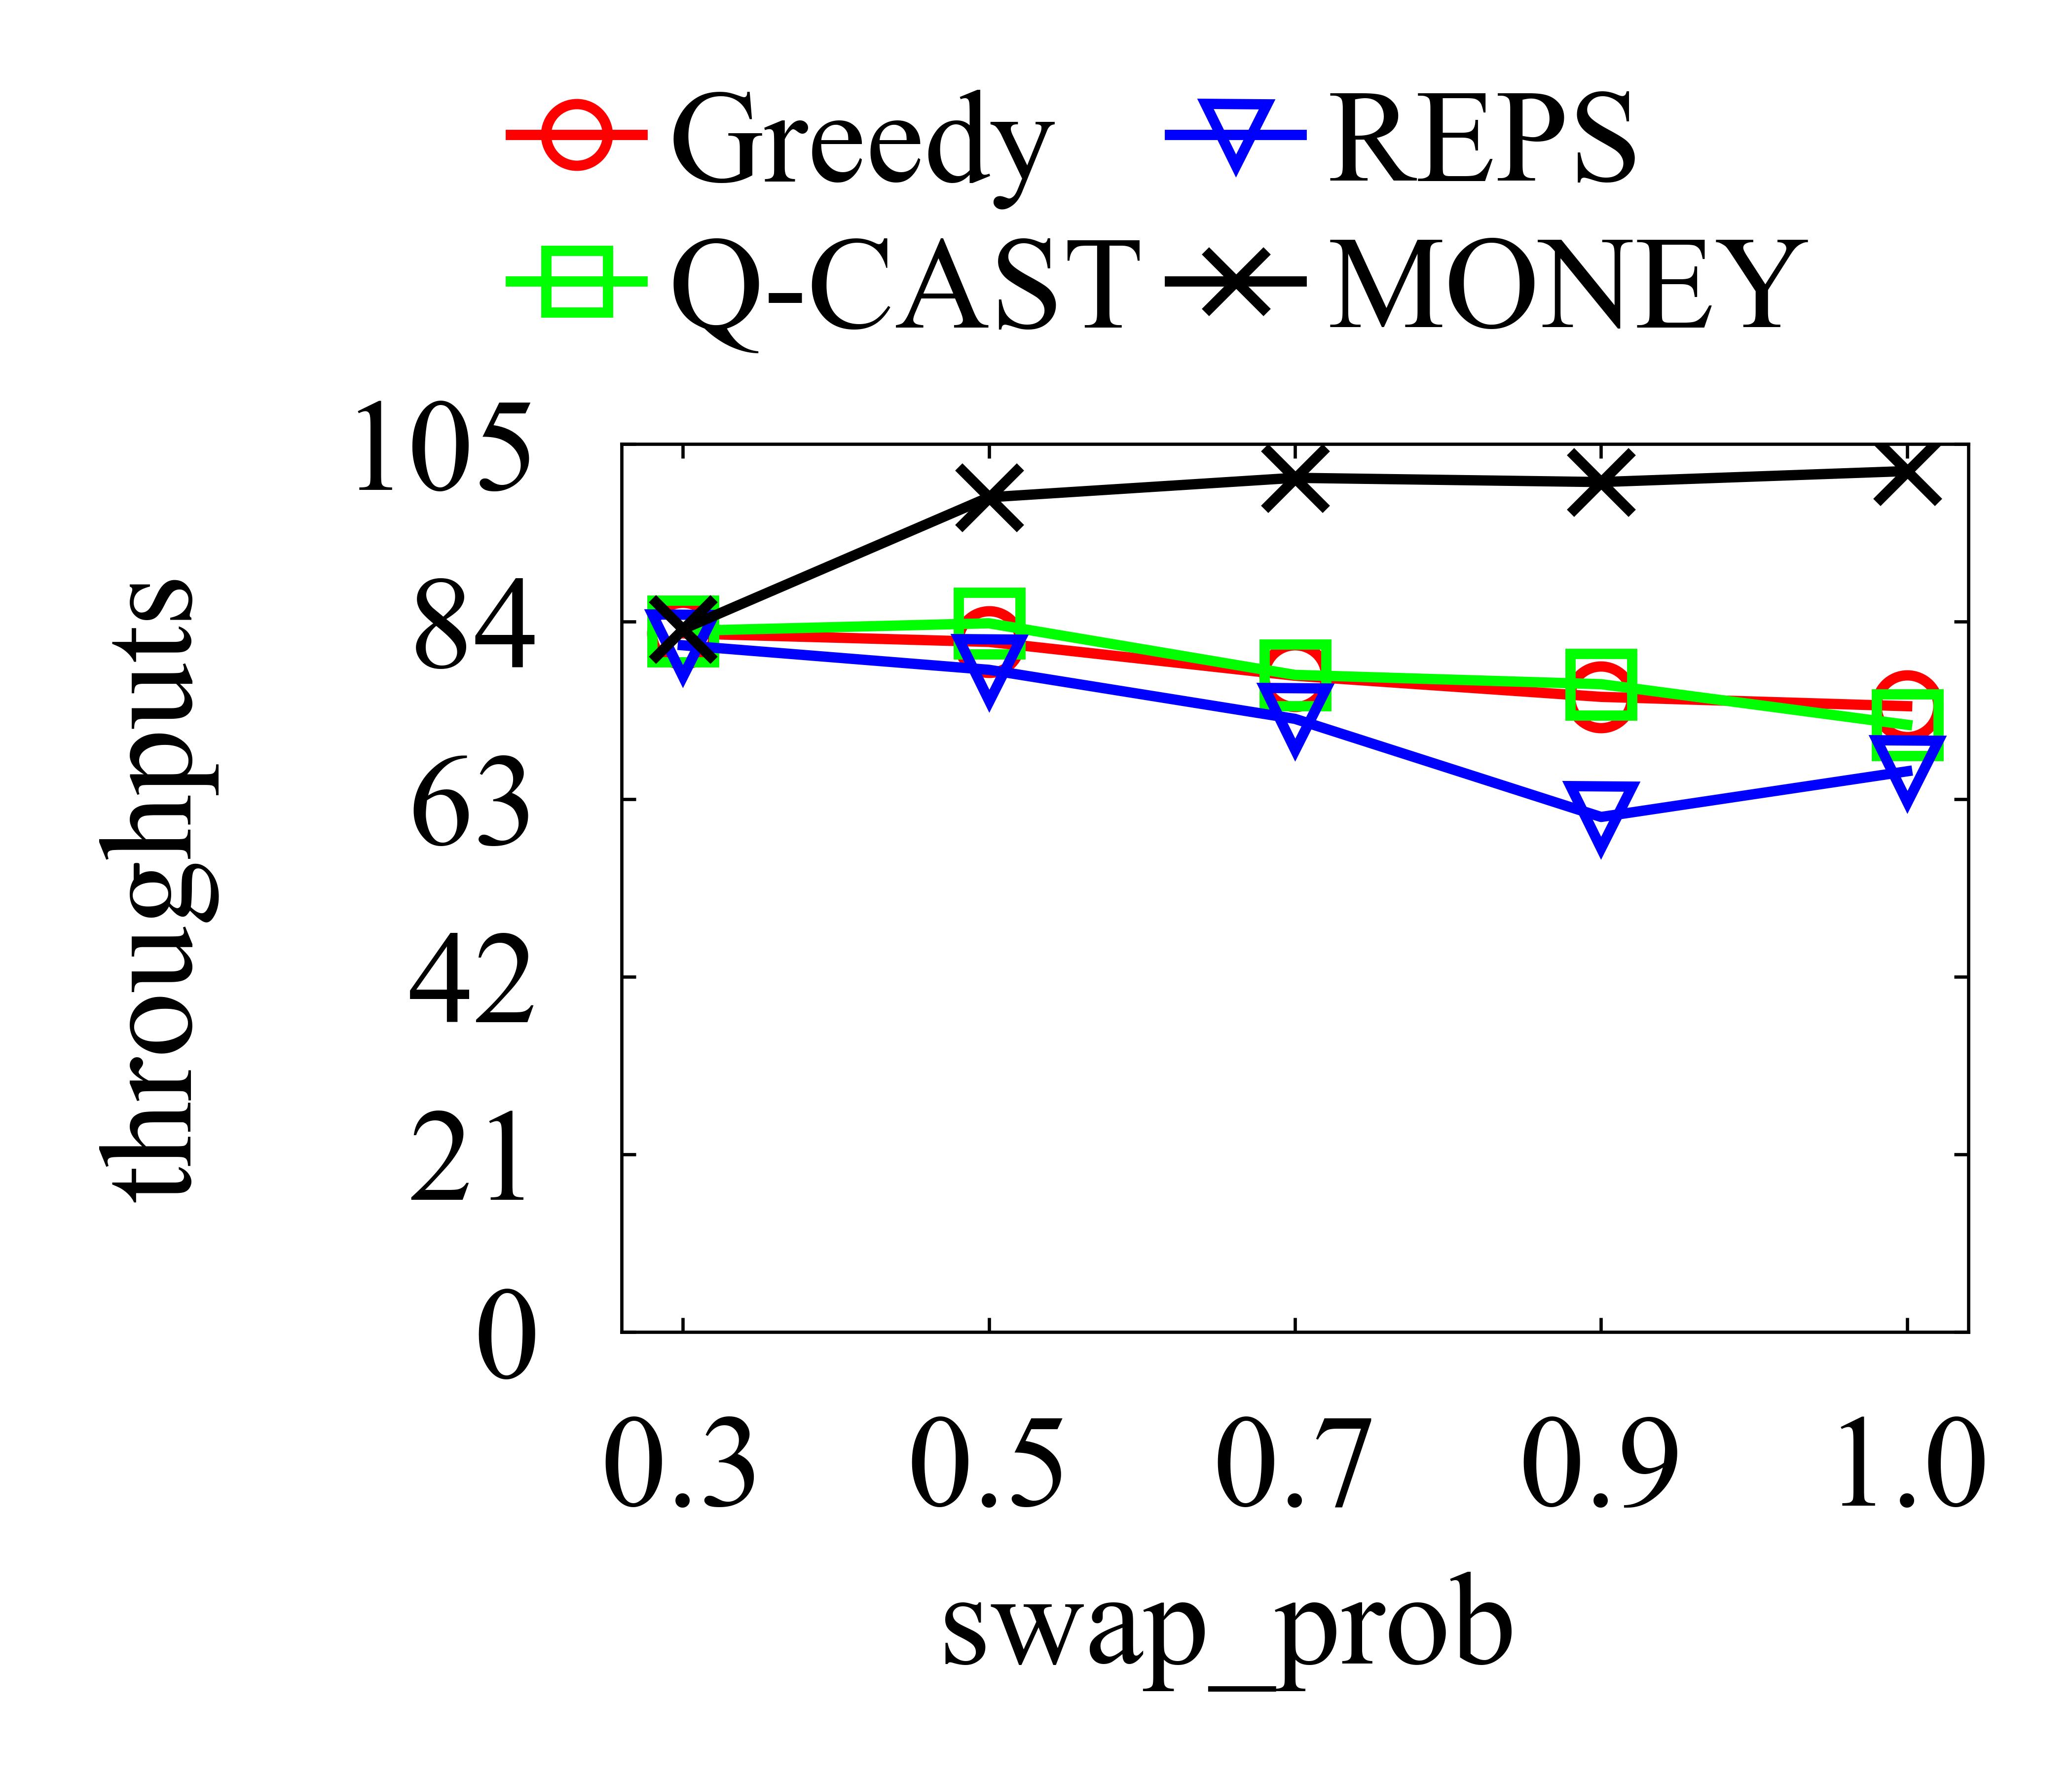 Greedy REPS
Q-CAST MONEY
105
84
63
42
21
0
throughputs
0.3 0.5 0.7 0.9 1.0
swap_prob